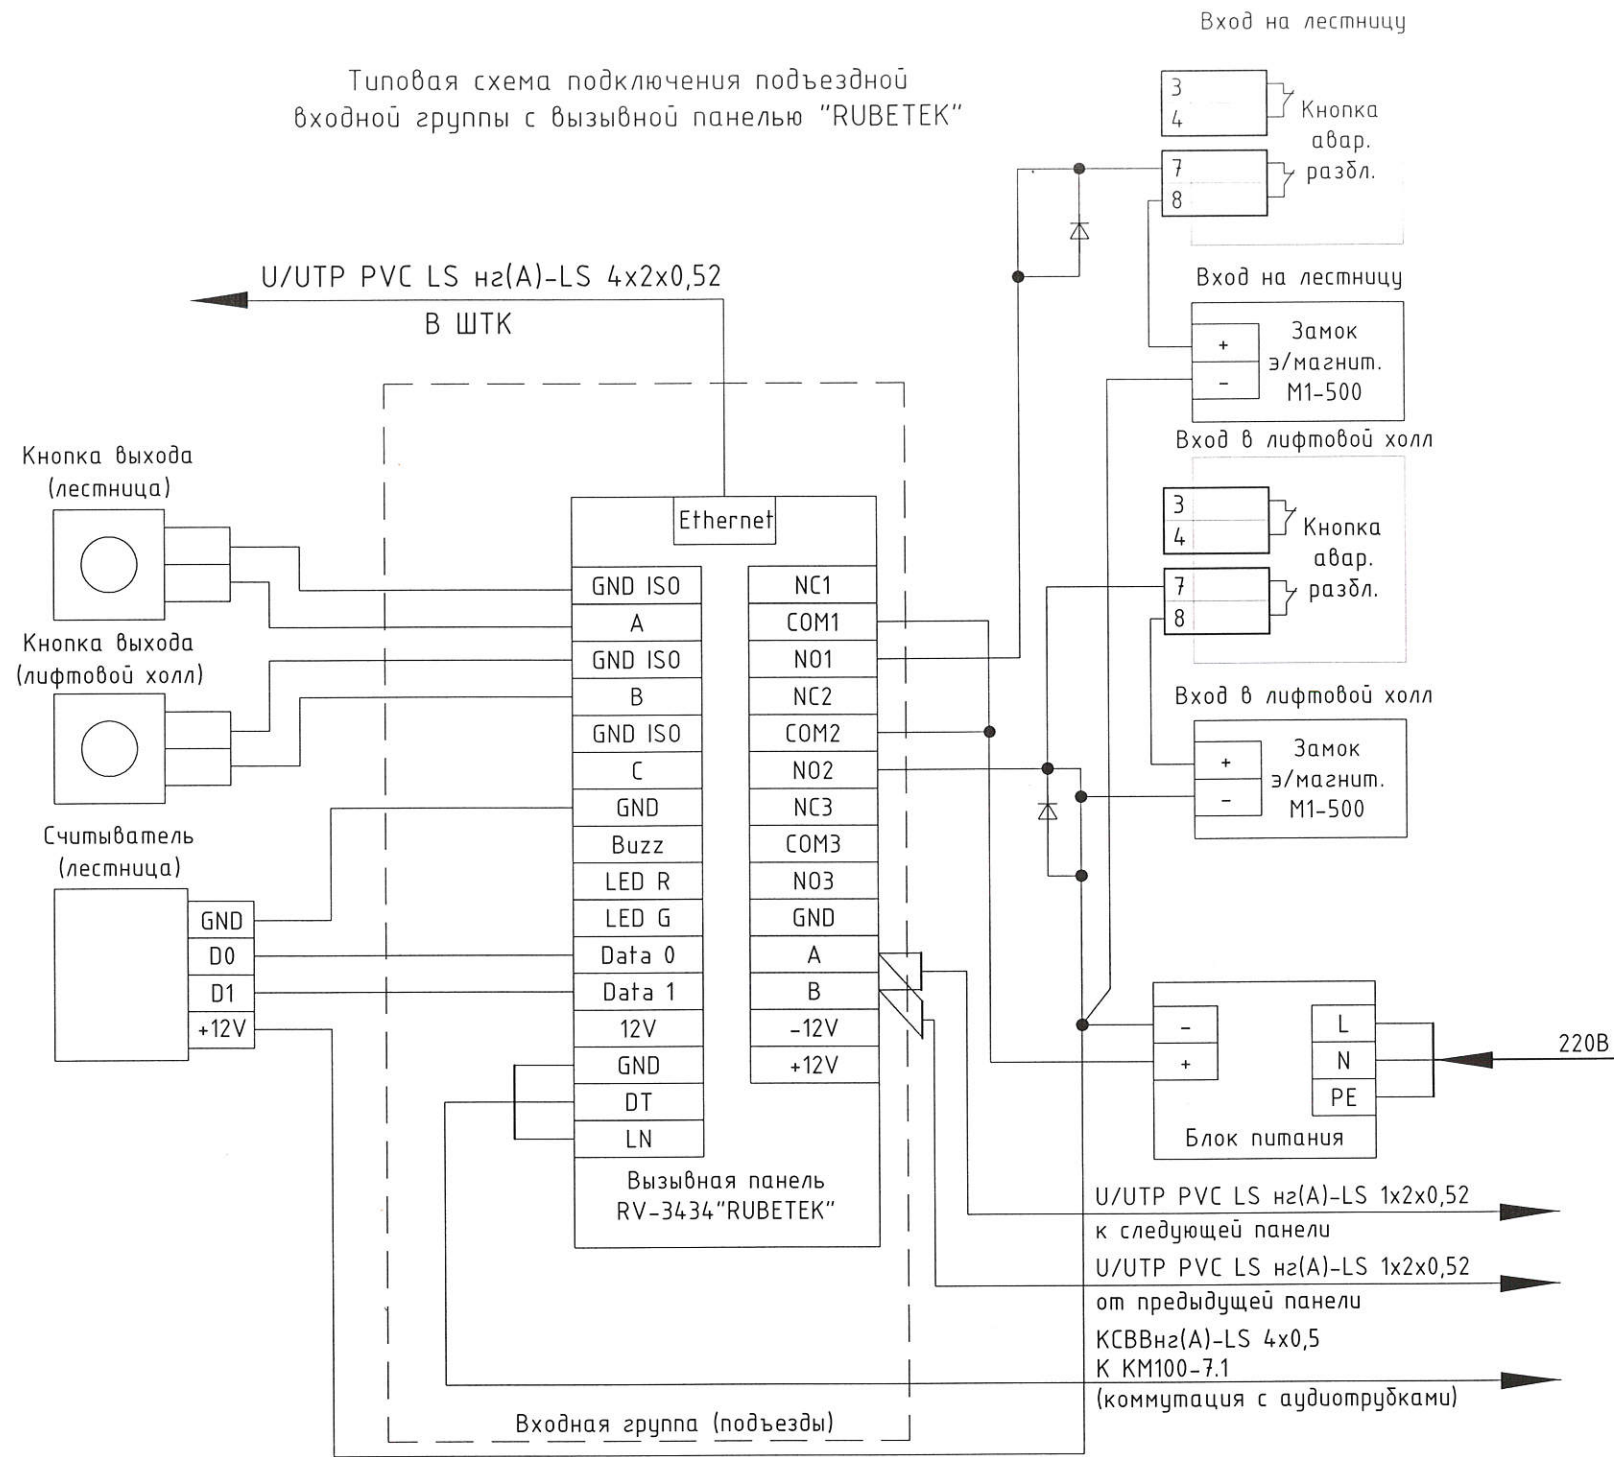 Вход на лестницу
Типовая схема подключения подъездной
входной группы с вызывной панелью "RUBETEK"
3
4
Кнопка
авар.
разбл.
7
8
U/UTP PVC LS нг(А)-LS 4х2х0,52
В ШТК
Вход на лестницу
+
-
Замок
э/магнит.
М1-500
Вход в лифтовой холл
3
4
Кнопка
авар.
разбл.
7
8
Вход в лифтовой холл
+
-
Замок
э/магнит.
М1-500
Кнопка выхода
(лестница)
Кнопка выхода
(лифтовой холл)
Считыватель
(лестница)
GND
D0
D1
+12V
Ethernet
GND ISO
A
GND ISO
B
GND ISO
C
GND
Buzz
LED R
LED G
Data 0
Data 1
12V
GND
DT
LN
NC1
COM1
NO1
NC2
COM2
NO2
NC3
COM3
NO3
GND
A
B
-12V
+12V
Вызывная панель
RV-3434"RUBETEK"
-
+
L
N
PE
Блок питания
220В
U/UTP PVC LS нг(А)-LS 1х2х0,52
к следующей панели
U/UTP PVC LS нг(А)-LS 1х2х0,52
от предыдущей панели
КСВВнг(А)-LS 4х0,5
К КМ100-7.1
(коммутация с аудиотрубками)
Входная группа (подъезды)